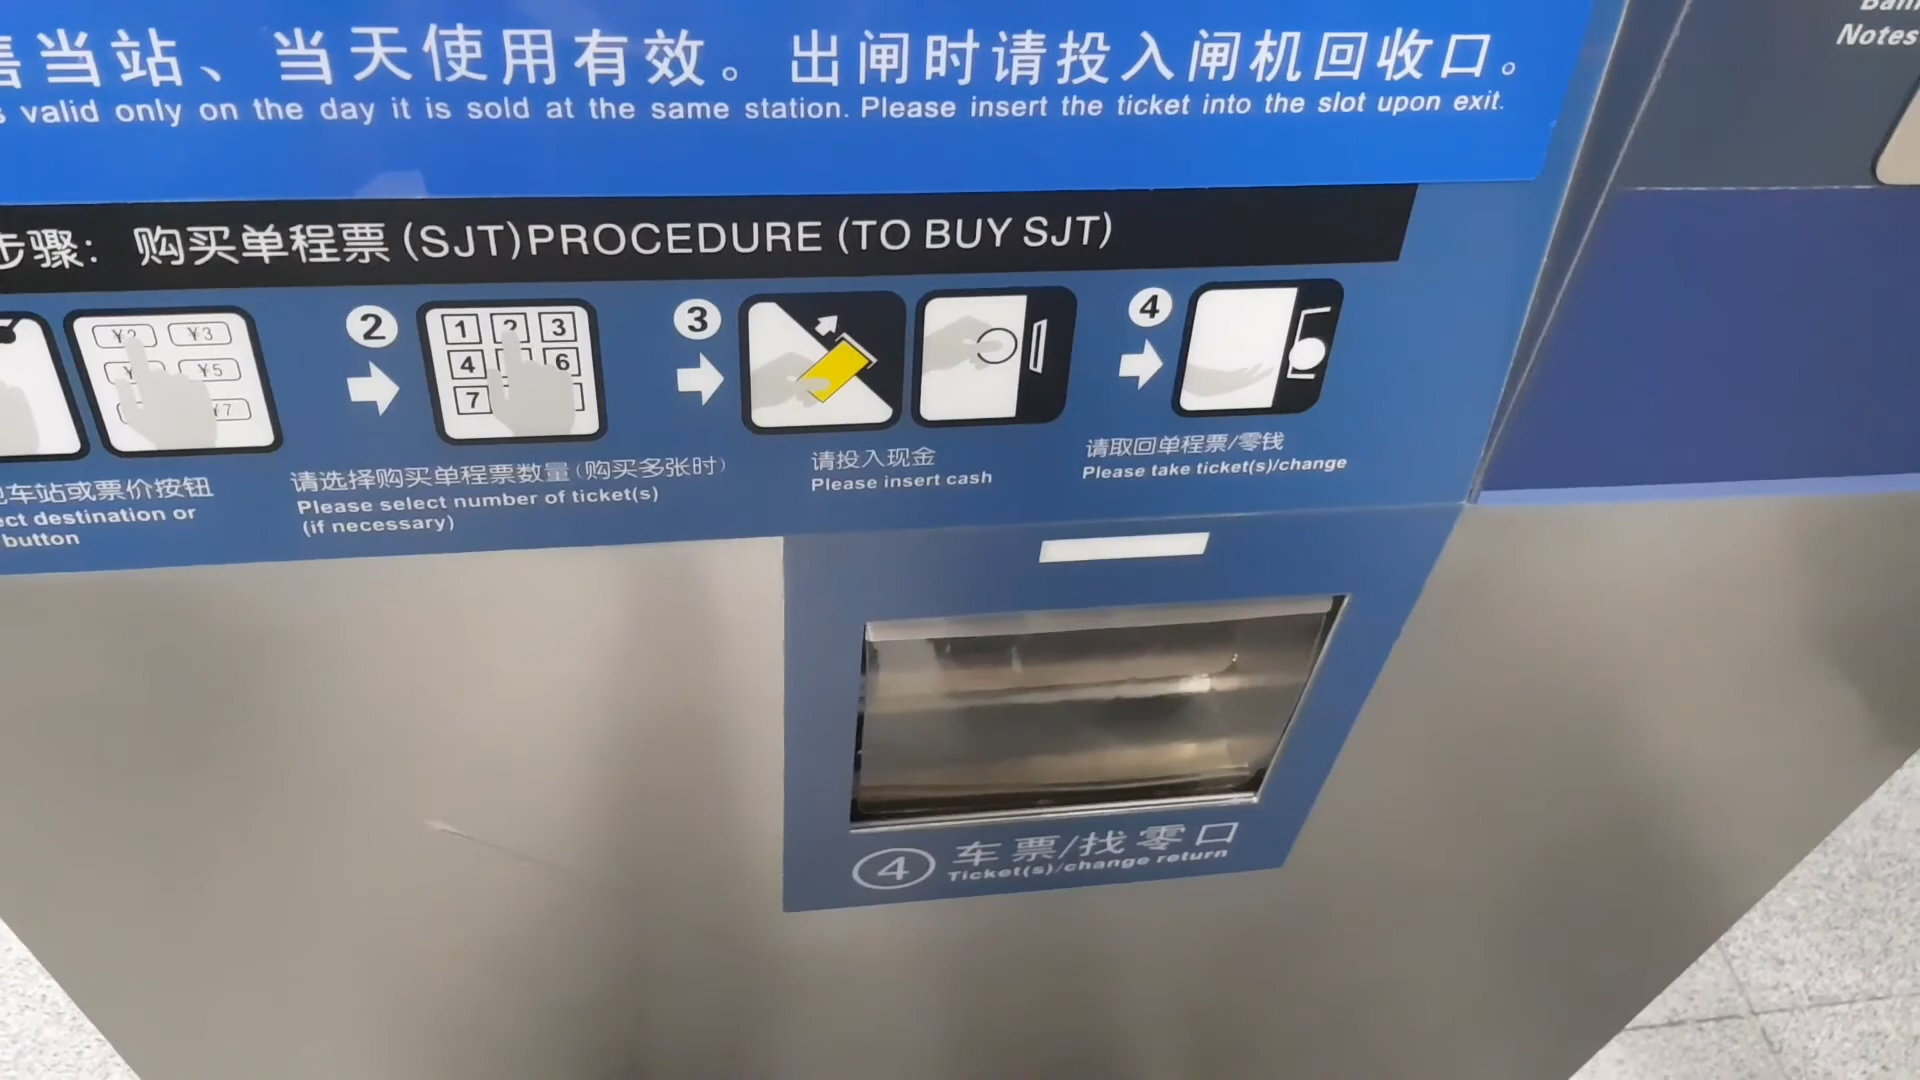 售当站、当天使用有效。出闸时请投入闸机回收口。
valid only on the day it is sold at the same station. Please insert the ticket into the slot upon exit.
Notes
步骤: 购买单程票(SJT)PROCEDURE (TO BUY SJT)
¥2 ¥3
¥5
¥7
2
1 2 3
4 6
7
3
4
车站或票价按钮
destination or
button
请选择购买单程票数量(购买多张时)
Please select number of ticket(s)
(if necessary)
请投入现金
Please insert cash
请取回单程票/零钱
Please take ticket(s)/change
4 车票/找零口
Ticket(s)/change return